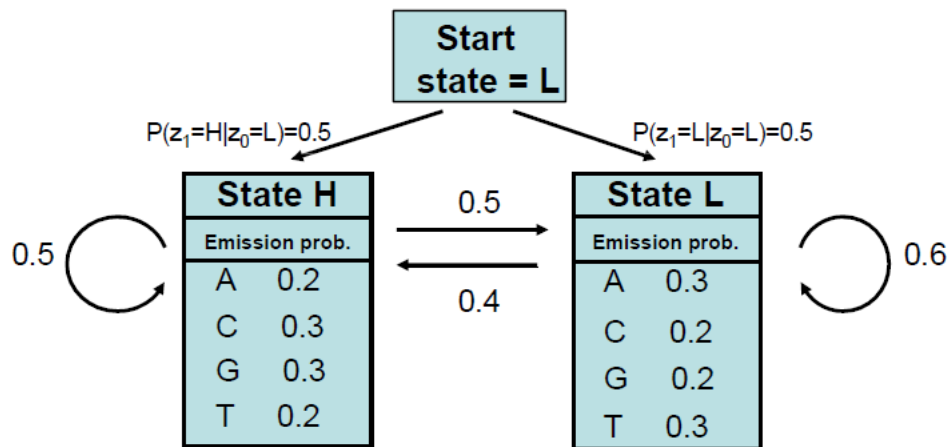 Start
state = L
P(z₁=H|z₀=L)=0.5
P(z₁=L|z₀=L)=0.5
State H
0.5
State L
Emission prob.
Emission prob.
0.5
0.6
A 0.2
0.4
A 0.3
C 0.3
C 0.2
G 0.3
G 0.2
T 0.2
T 0.3